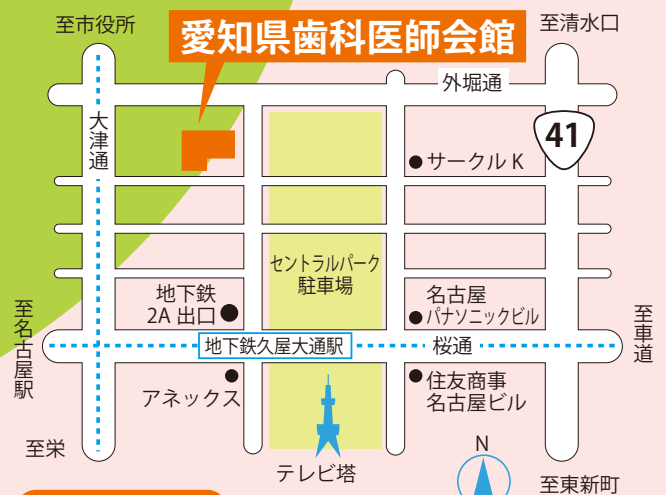 至市役所
愛知県歯科医師会館
至清水口
外堀通
大津通
41
サークル K
セントラルパーク
駐車場
地下鉄
2A 出口
名古屋
パナソニックビル
至名古屋駅
地下鉄久屋大通駅
桜通
至車道
アネックス
住友商事
名古屋ビル
至栄
テレビ塔
N
至東新町